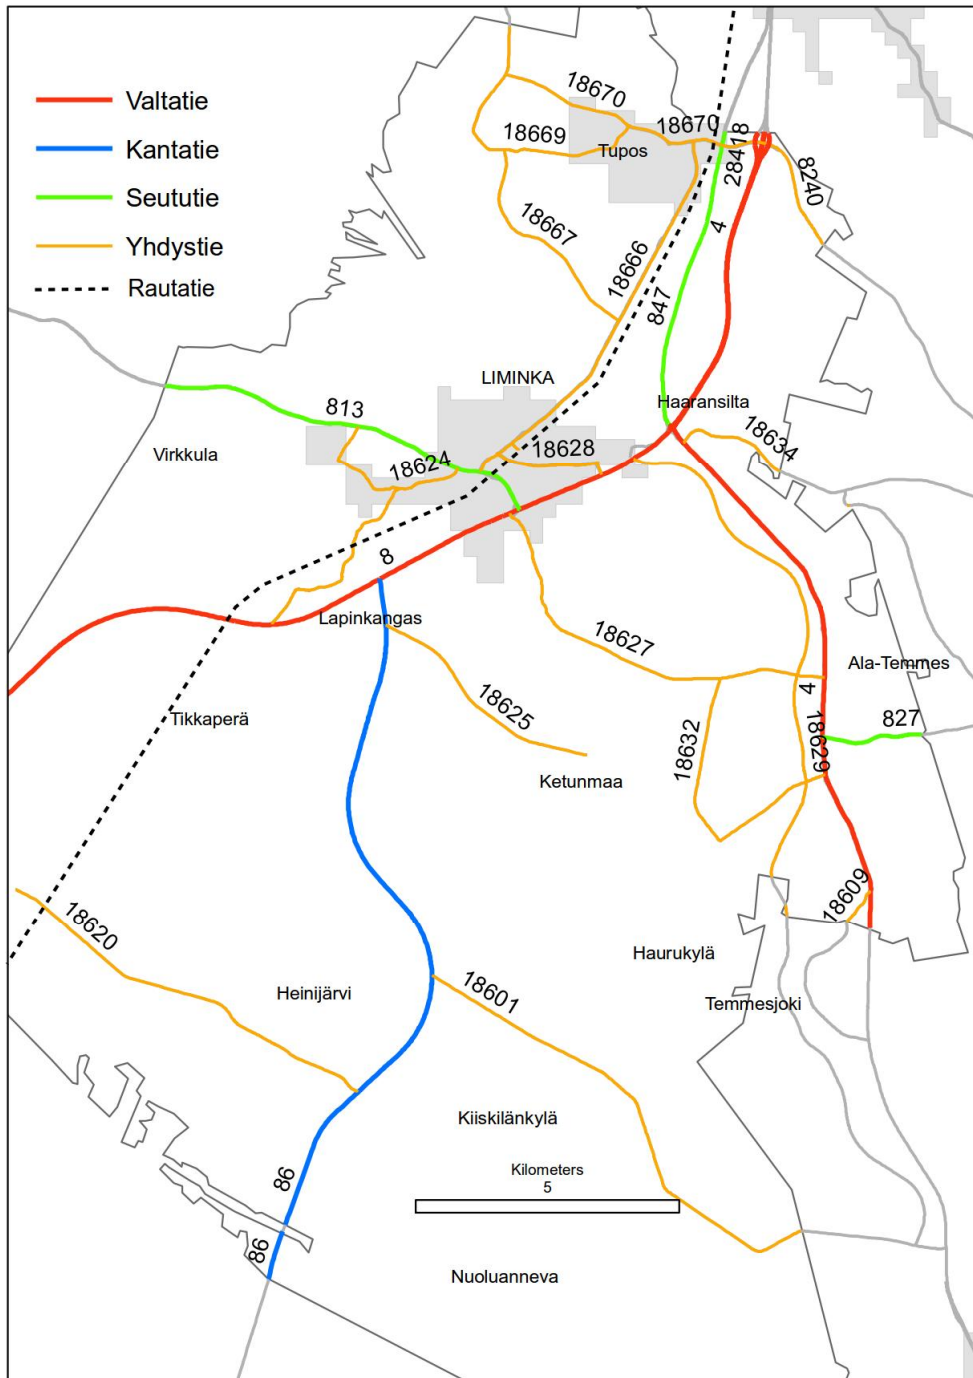 Valtatie
Kantatie
Seututie
Yhdystie
Rautatie
18670
18670
18669
Tupos
28418
8240
18667
4
18666
847
LIMINKA
Haaransilta
813
Virkkula
18624
18628
18634
8
Lapinkangas
18627
Ala-Temmes
4
Tikkaperä
18625
827
18632
18629
Ketunmaa
18609
18620
Haurukylä
Heinijärvi
18601
Temmesjoki
Kiiskilänkylä
Kilometers
5
86
86
Nuoluanneva